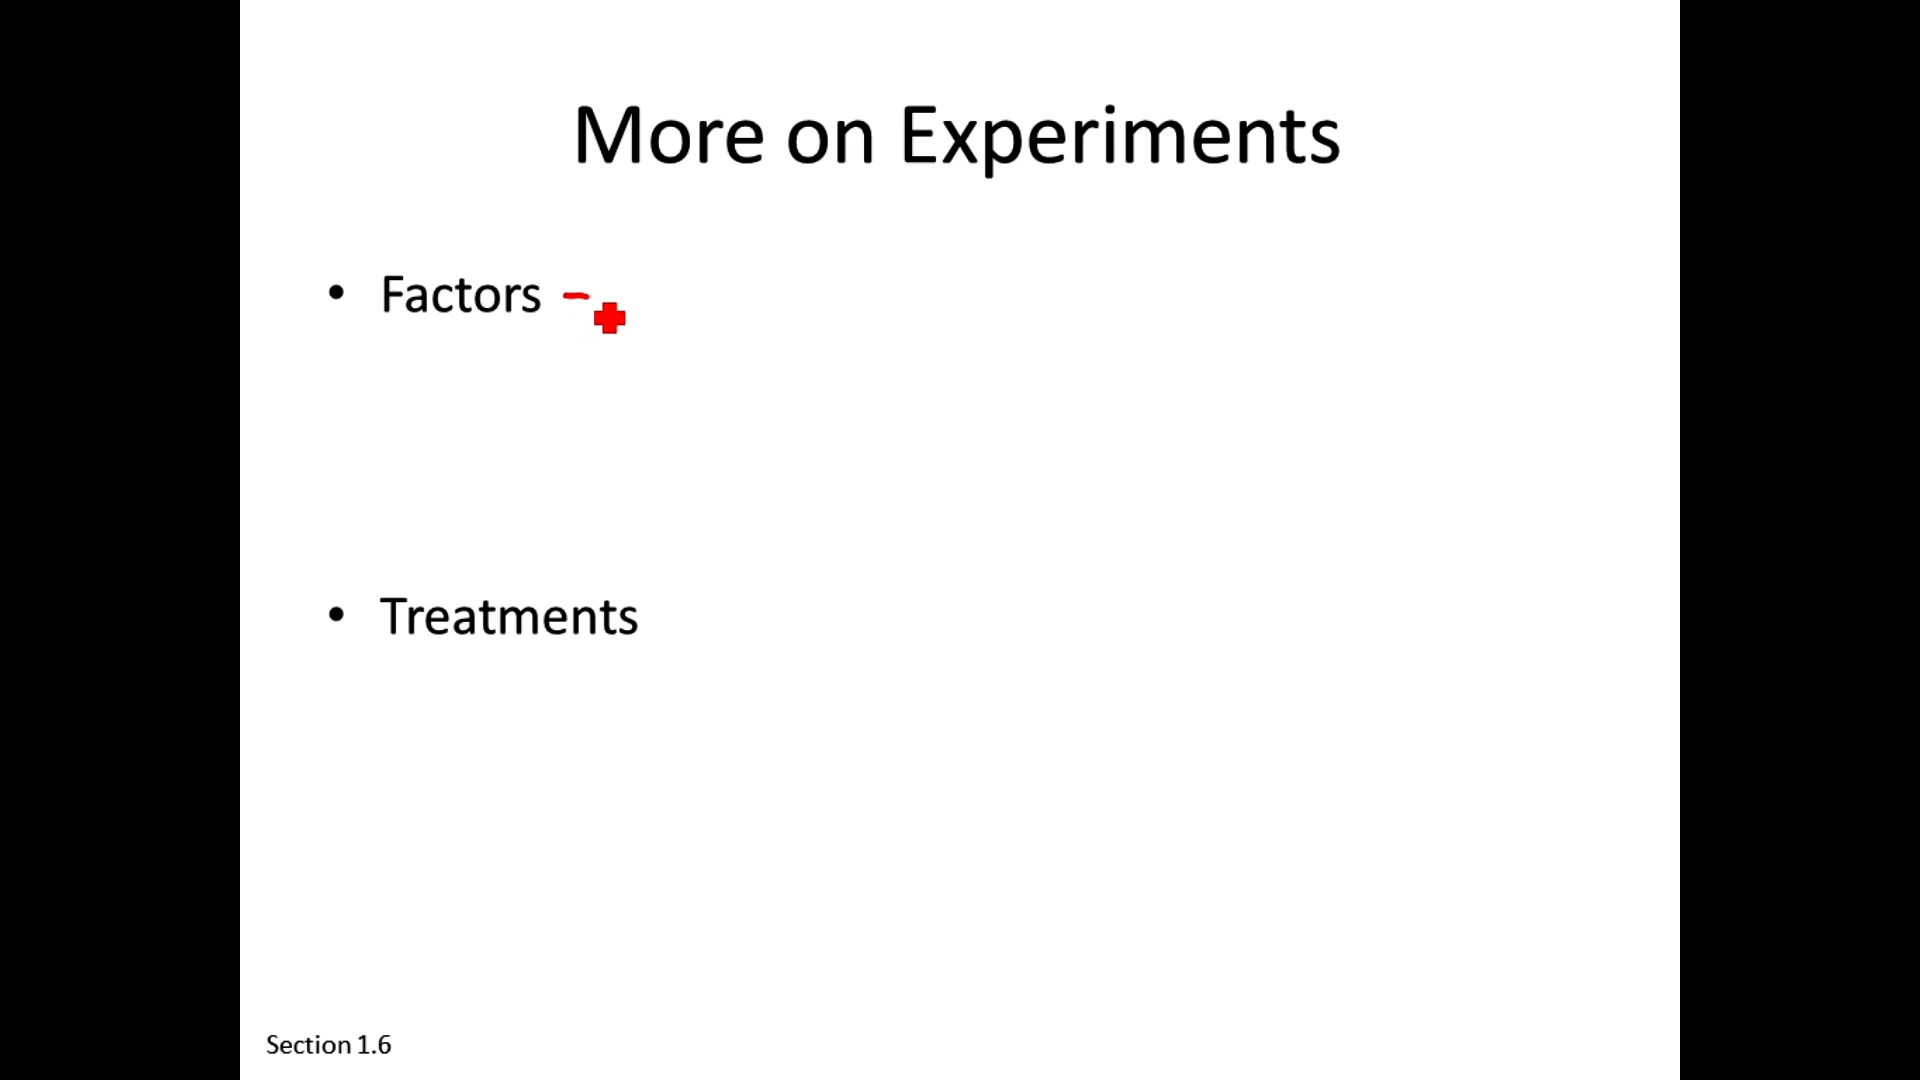 More on Experiments
• Factors –
• Treatments
Section 1.6